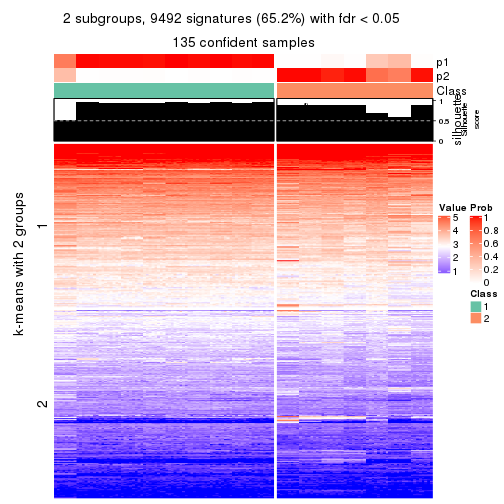 2 subgroups, 9492 signatures (65.2%) with fdr < 0.05
135 confident samples
p1
p2
Class
1
0.5
0
silhouette
Silhouette
score
k-means with 2 groups
1
2
Value
5
4
3
2
1
Prob
1
0.8
0.6
0.4
0.2
0
Class
1
2